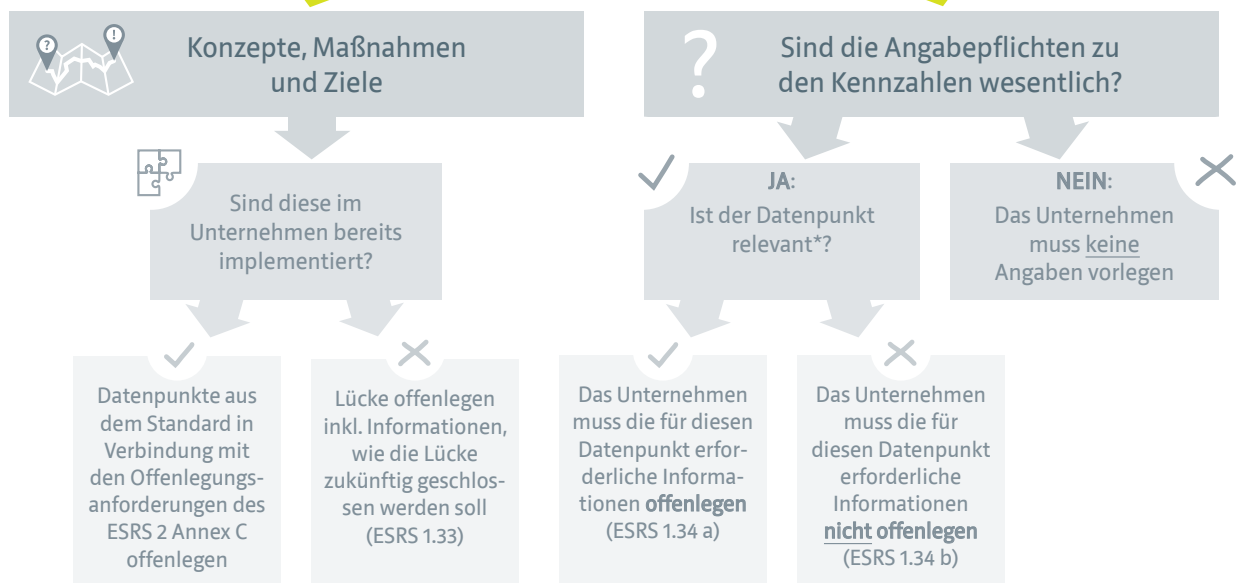 Konzepte, Maßnahmen
und Ziele
Sind diese im
Unternehmen bereits
implementiert?
Datenpunkte aus
dem Standard in
Verbindung mit
den Offenlegungs-
anforderungen des
ESRS 2 Annex C
offenlegen
Lücke offenlegen
inkl. Informationen,
wie die Lücke
zukünftig geschlos-
sen werden soll
(ESRS 1.33)
?
Sind die Angabepflichten zu
den Kennzahlen wesentlich?
JA:
Ist der Datenpunkt
relevant*?
NEIN:
Das Unternehmen
muss keine
Angaben vorlegen
Das Unternehmen
muss die für diesen
Datenpunkt erfor-
derliche Informa-
tionen offenlegen
(ESRS 1.34 a)
Das Unternehmen
muss die für
diesen Datenpunkt
erforderliche
Informationen
nicht offenlegen
(ESRS 1.34 b)